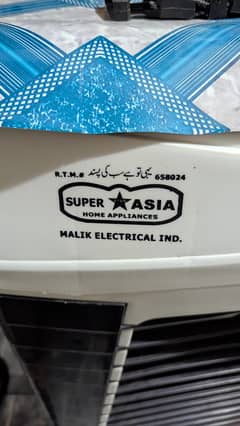 R.T.M.# یہی تو ہے سب کی پسند 658024
SUPER ASIA
HOME APPLIANCES
MALIK ELECTRICAL IND.